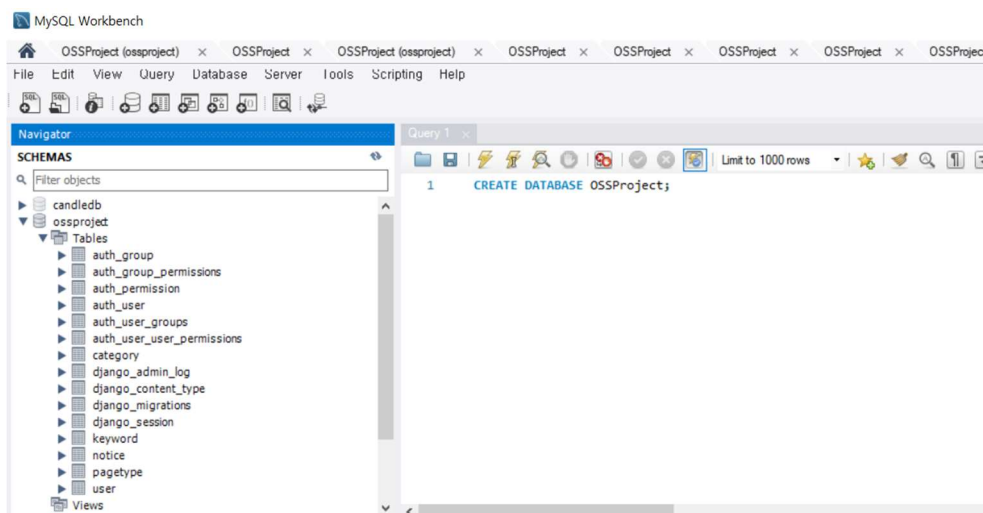 MySQL Workbench
OSSProject (ossproject) × OSSProject × OSSProject (ossproject) × OSSProject × OSSProject × OSSProject × OSSProject × OSSProjec
File Edit View Query Database Server Tools Scripting Help
Navigator
Query 1 ×
SCHEMAS
Limit to 1000 rows
Filter objects
1 CREATE DATABASE OSSProject;
candledb
ossproject
Tables
auth_group
auth_group_permissions
auth_permission
auth_user
auth_user_groups
auth_user_user_permissions
category
django_admin_log
django_content_type
django_migrations
django_session
keyword
notice
pagetype
user
Views